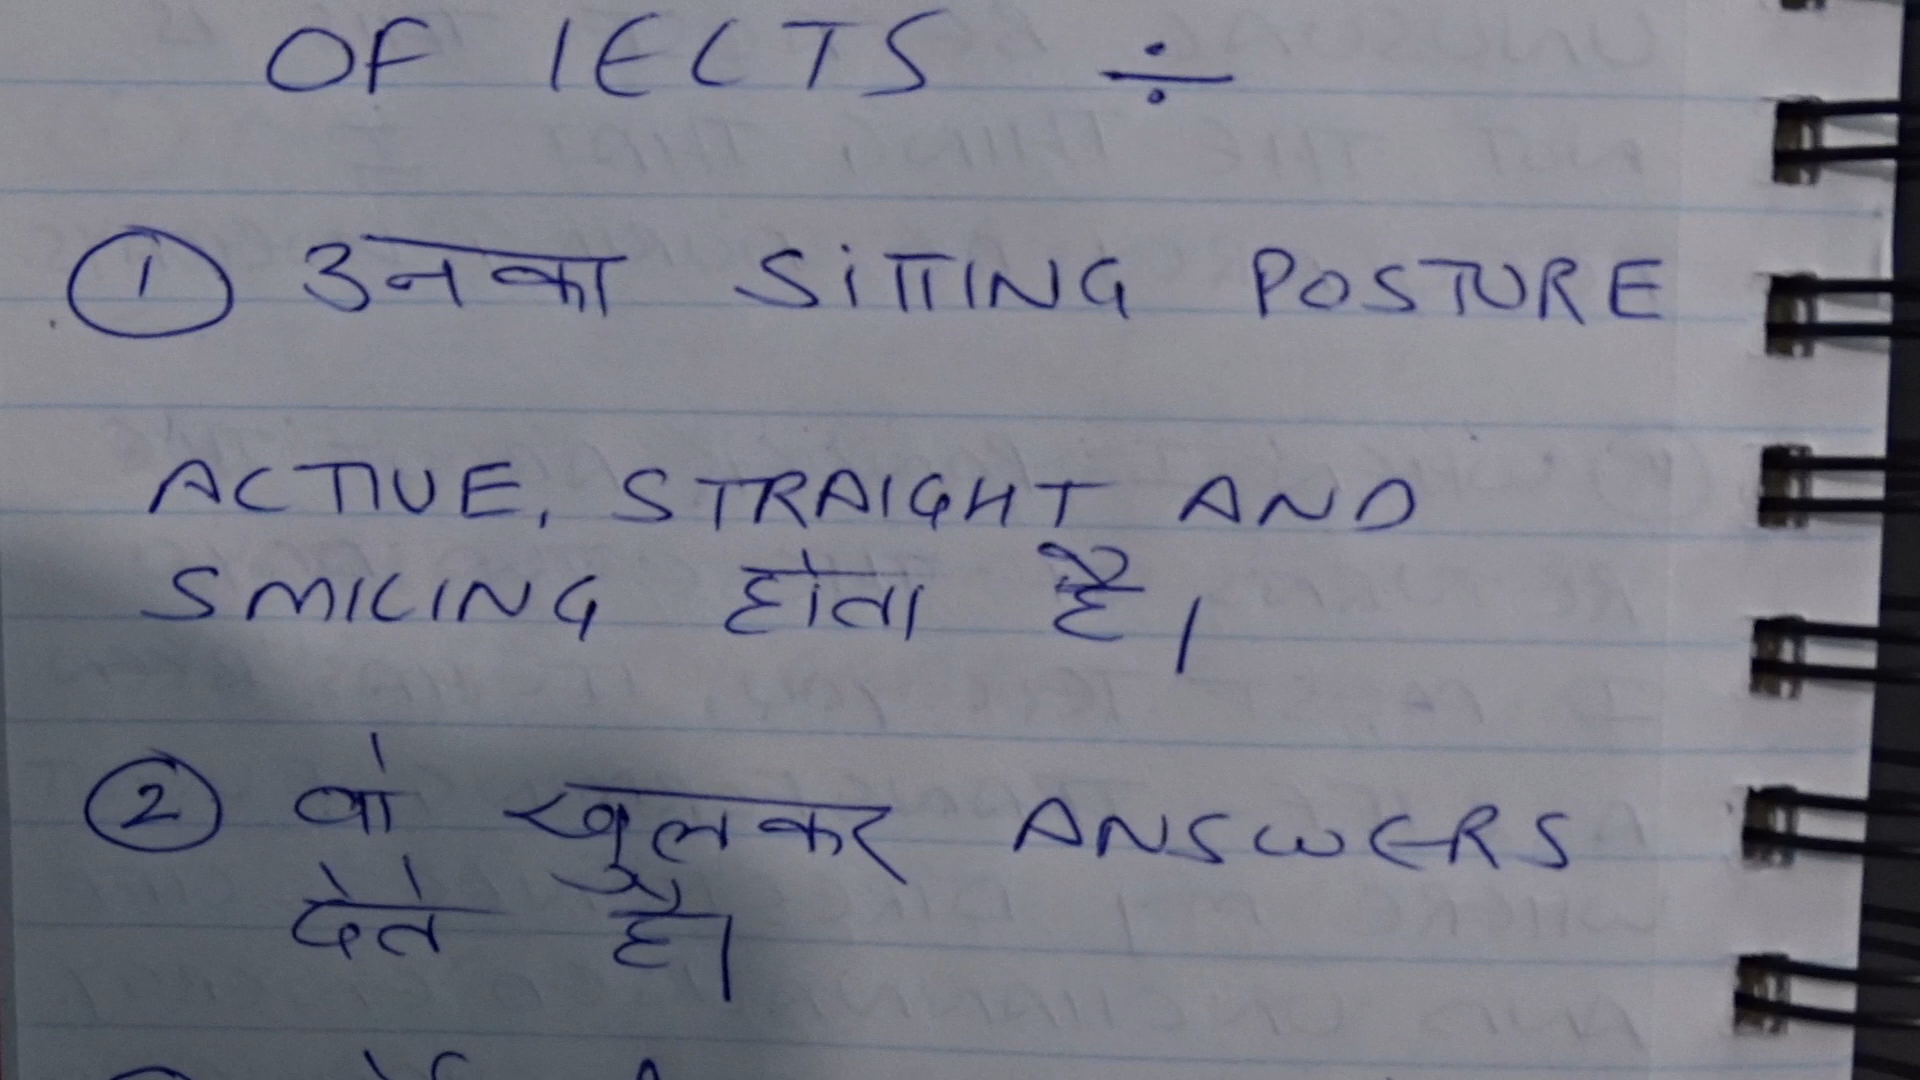 OF IELTS ÷
① उनका SiTTING POSTURE
ACTIVE, STRAIGHT AND
SMILING होता है।
② वो खुलकर ANSWERS
देते है।